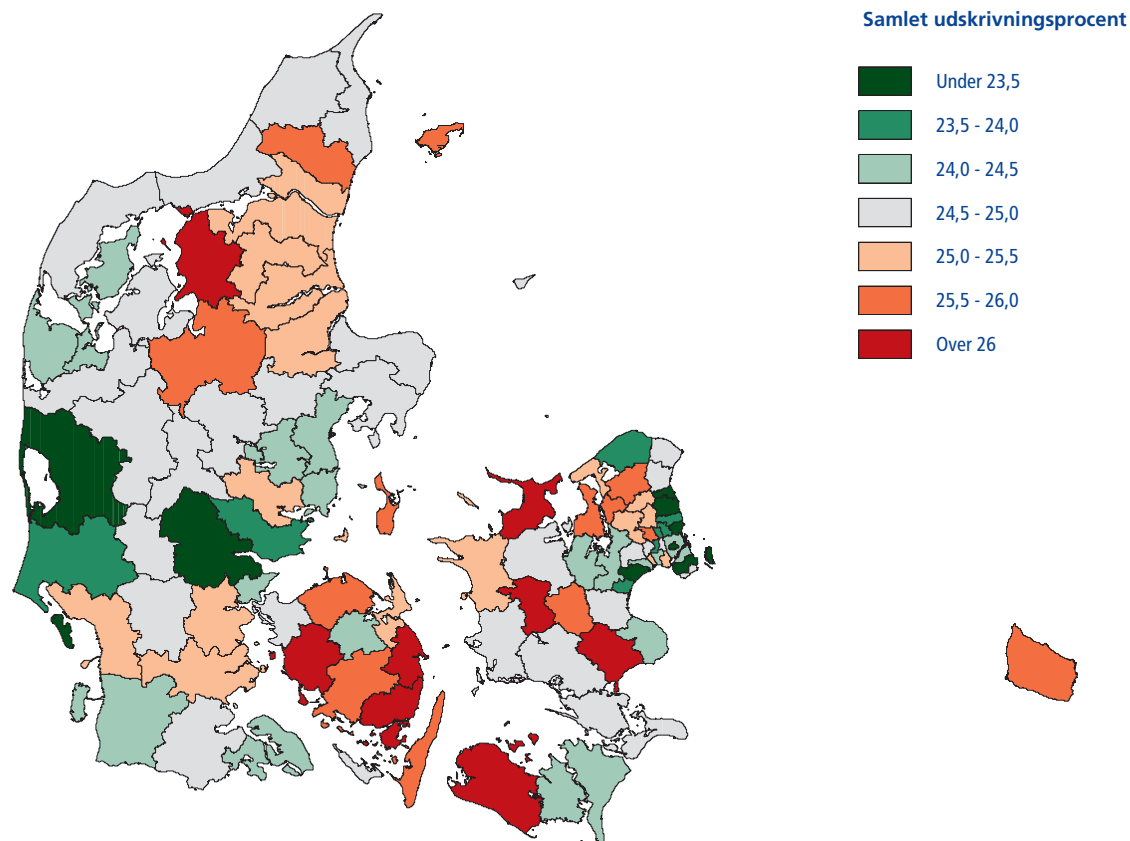 Samlet udskrivningsprocent
Under 23,5
23,5 - 24,0
24,0 - 24,5
24,5 - 25,0
25,0 - 25,5
25,5 - 26,0
Over 26